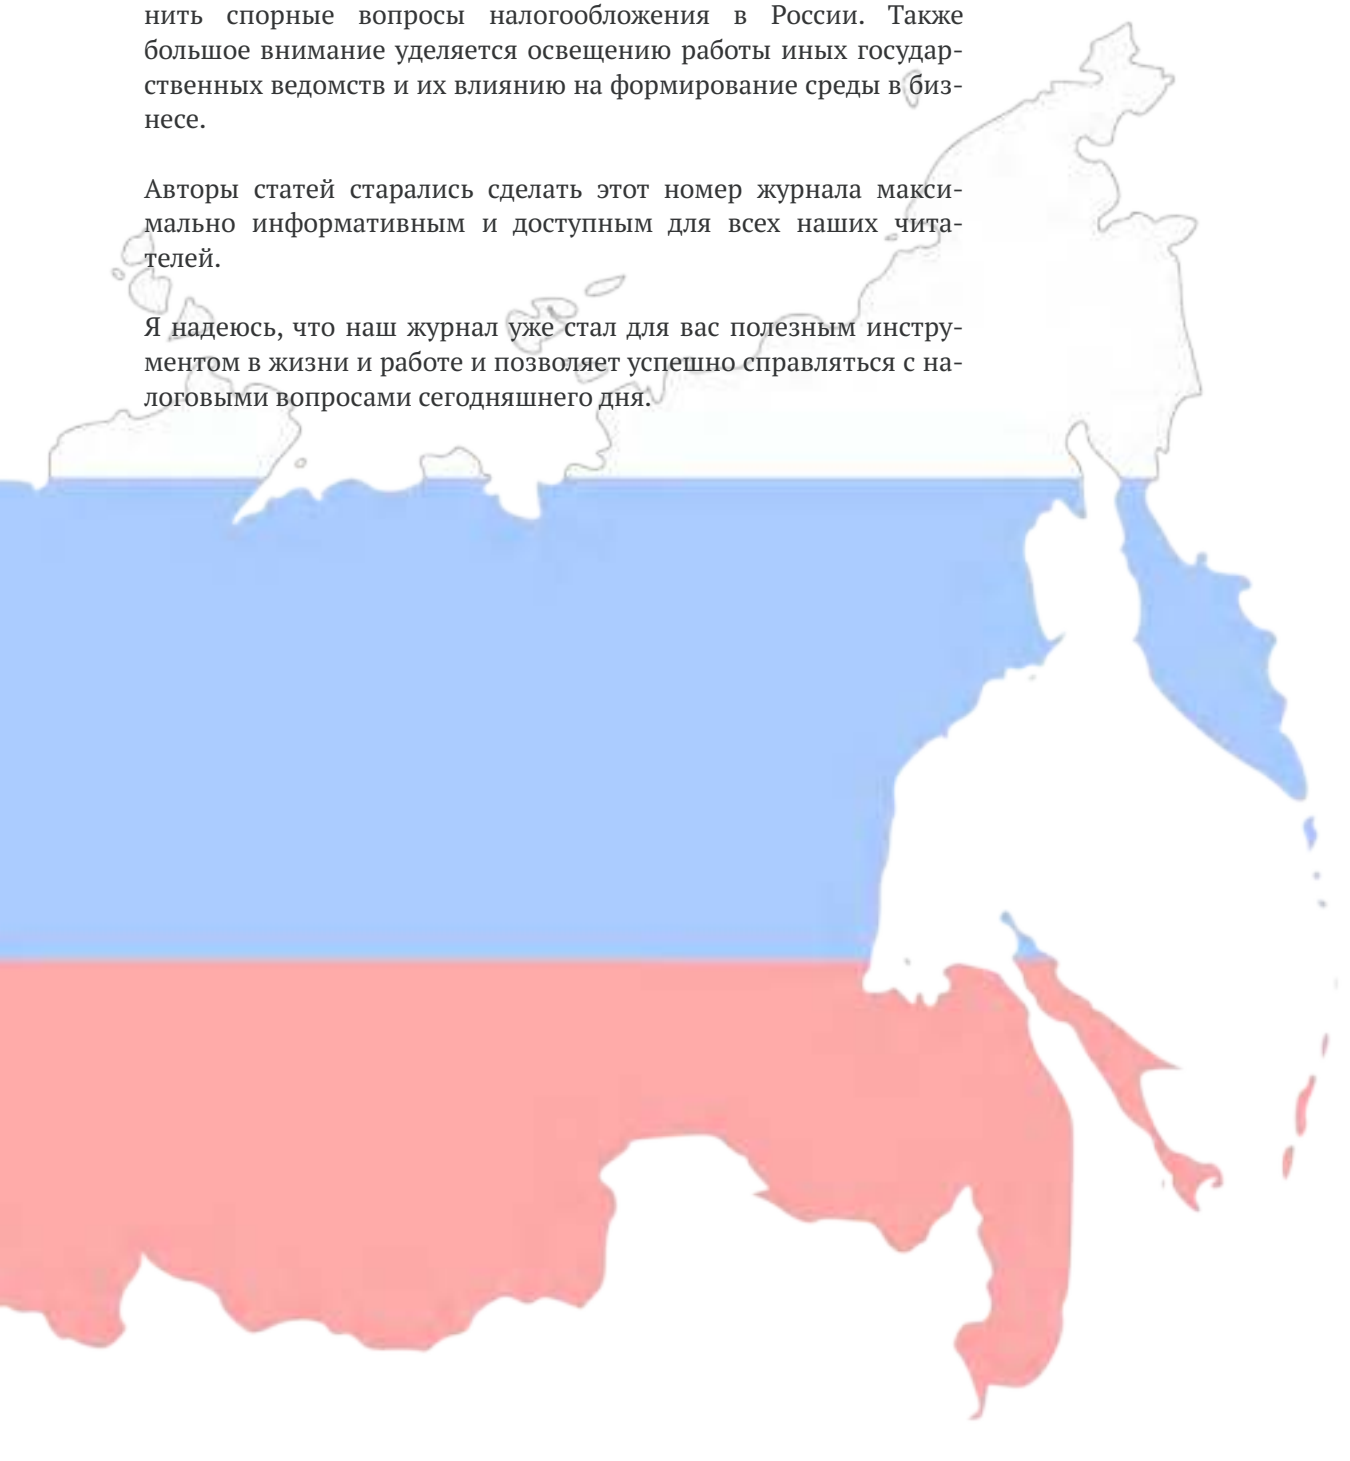 нить спорные вопросы налогообложения в России. Также
большое внимание уделяется освещению работы иных государ-
ственных ведомств и их влиянию на формирование среды в биз-
несе.
Авторы статей старались сделать этот номер журнала макси-
мально информативным и доступным для всех наших чита-
телей.
Я надеюсь, что наш журнал уже стал для вас полезным инстру-
ментом в жизни и работе и позволяет успешно справляться с на-
логовыми вопросами сегодняшнего дня.